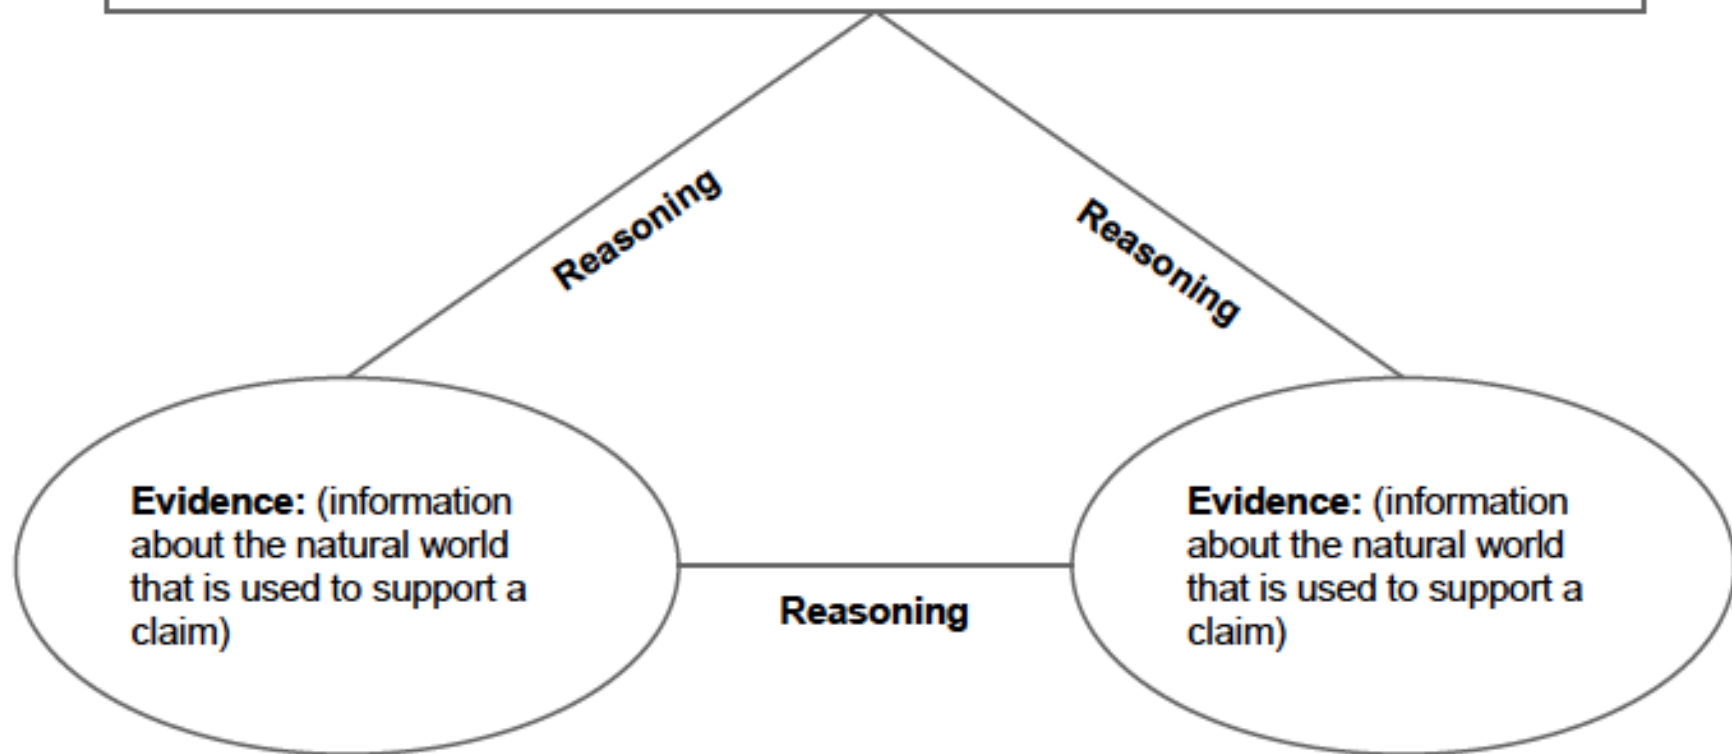 Reasoning
Reasoning
Evidence: (information
about the natural world
that is used to support a
claim)
Evidence: (information
about the natural world
that is used to support a
claim)
Reasoning